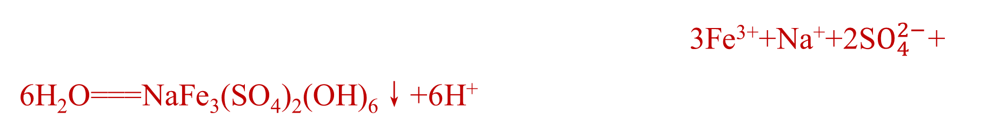 3Fe³⁺+Na⁺+2SO₄²⁻+
6H₂O===NaFe₃(SO₄)₂(OH)₆↓+6H⁺